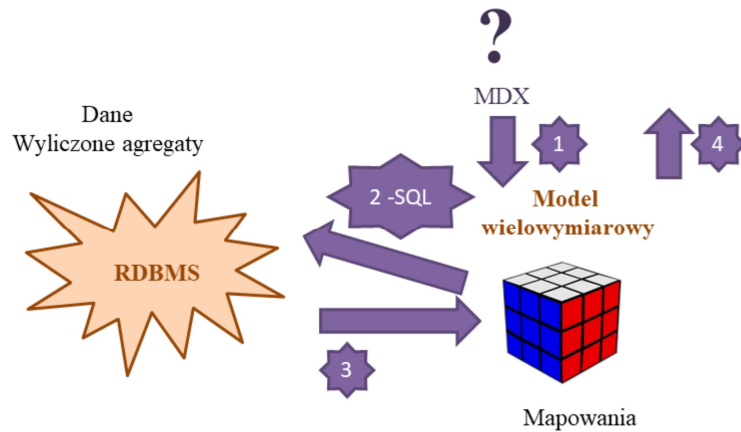 ?
MDX
Dane
Wyliczone agregaty
1
4
2 -SQL
Model
wielowymiarowy
RDBMS
3
Mapowania